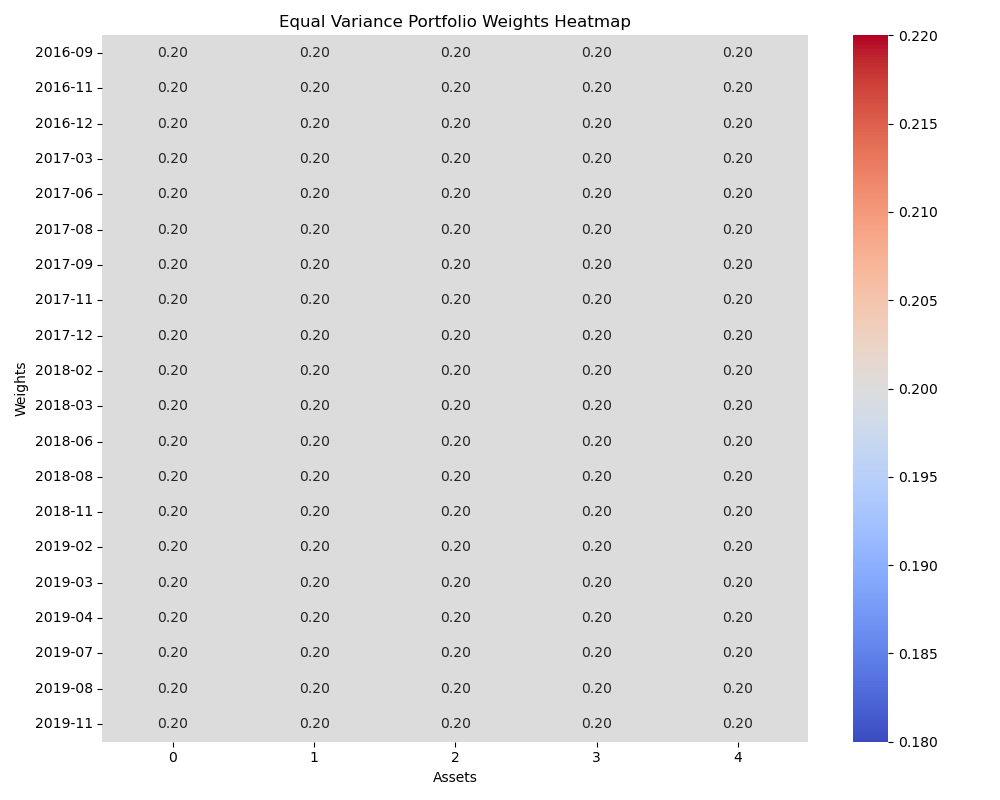 Equal Variance Portfolio Weights Heatmap
2016-09 0.20 0.20 0.20 0.20 0.20
2016-11 0.20 0.20 0.20 0.20 0.20
2016-12 0.20 0.20 0.20 0.20 0.20
2017-03 0.20 0.20 0.20 0.20 0.20
2017-06 0.20 0.20 0.20 0.20 0.20
2017-08 0.20 0.20 0.20 0.20 0.20
2017-09 0.20 0.20 0.20 0.20 0.20
2017-11 0.20 0.20 0.20 0.20 0.20
2017-12 0.20 0.20 0.20 0.20 0.20
2018-02 0.20 0.20 0.20 0.20 0.20
2018-03 0.20 0.20 0.20 0.20 0.20
2018-06 0.20 0.20 0.20 0.20 0.20
2018-08 0.20 0.20 0.20 0.20 0.20
2018-11 0.20 0.20 0.20 0.20 0.20
2019-02 0.20 0.20 0.20 0.20 0.20
2019-03 0.20 0.20 0.20 0.20 0.20
2019-04 0.20 0.20 0.20 0.20 0.20
2019-07 0.20 0.20 0.20 0.20 0.20
2019-08 0.20 0.20 0.20 0.20 0.20
2019-11 0.20 0.20 0.20 0.20 0.20
0 1 2 3 4
Assets
Weights
0.220
0.215
0.210
0.205
0.200
0.195
0.190
0.185
0.180